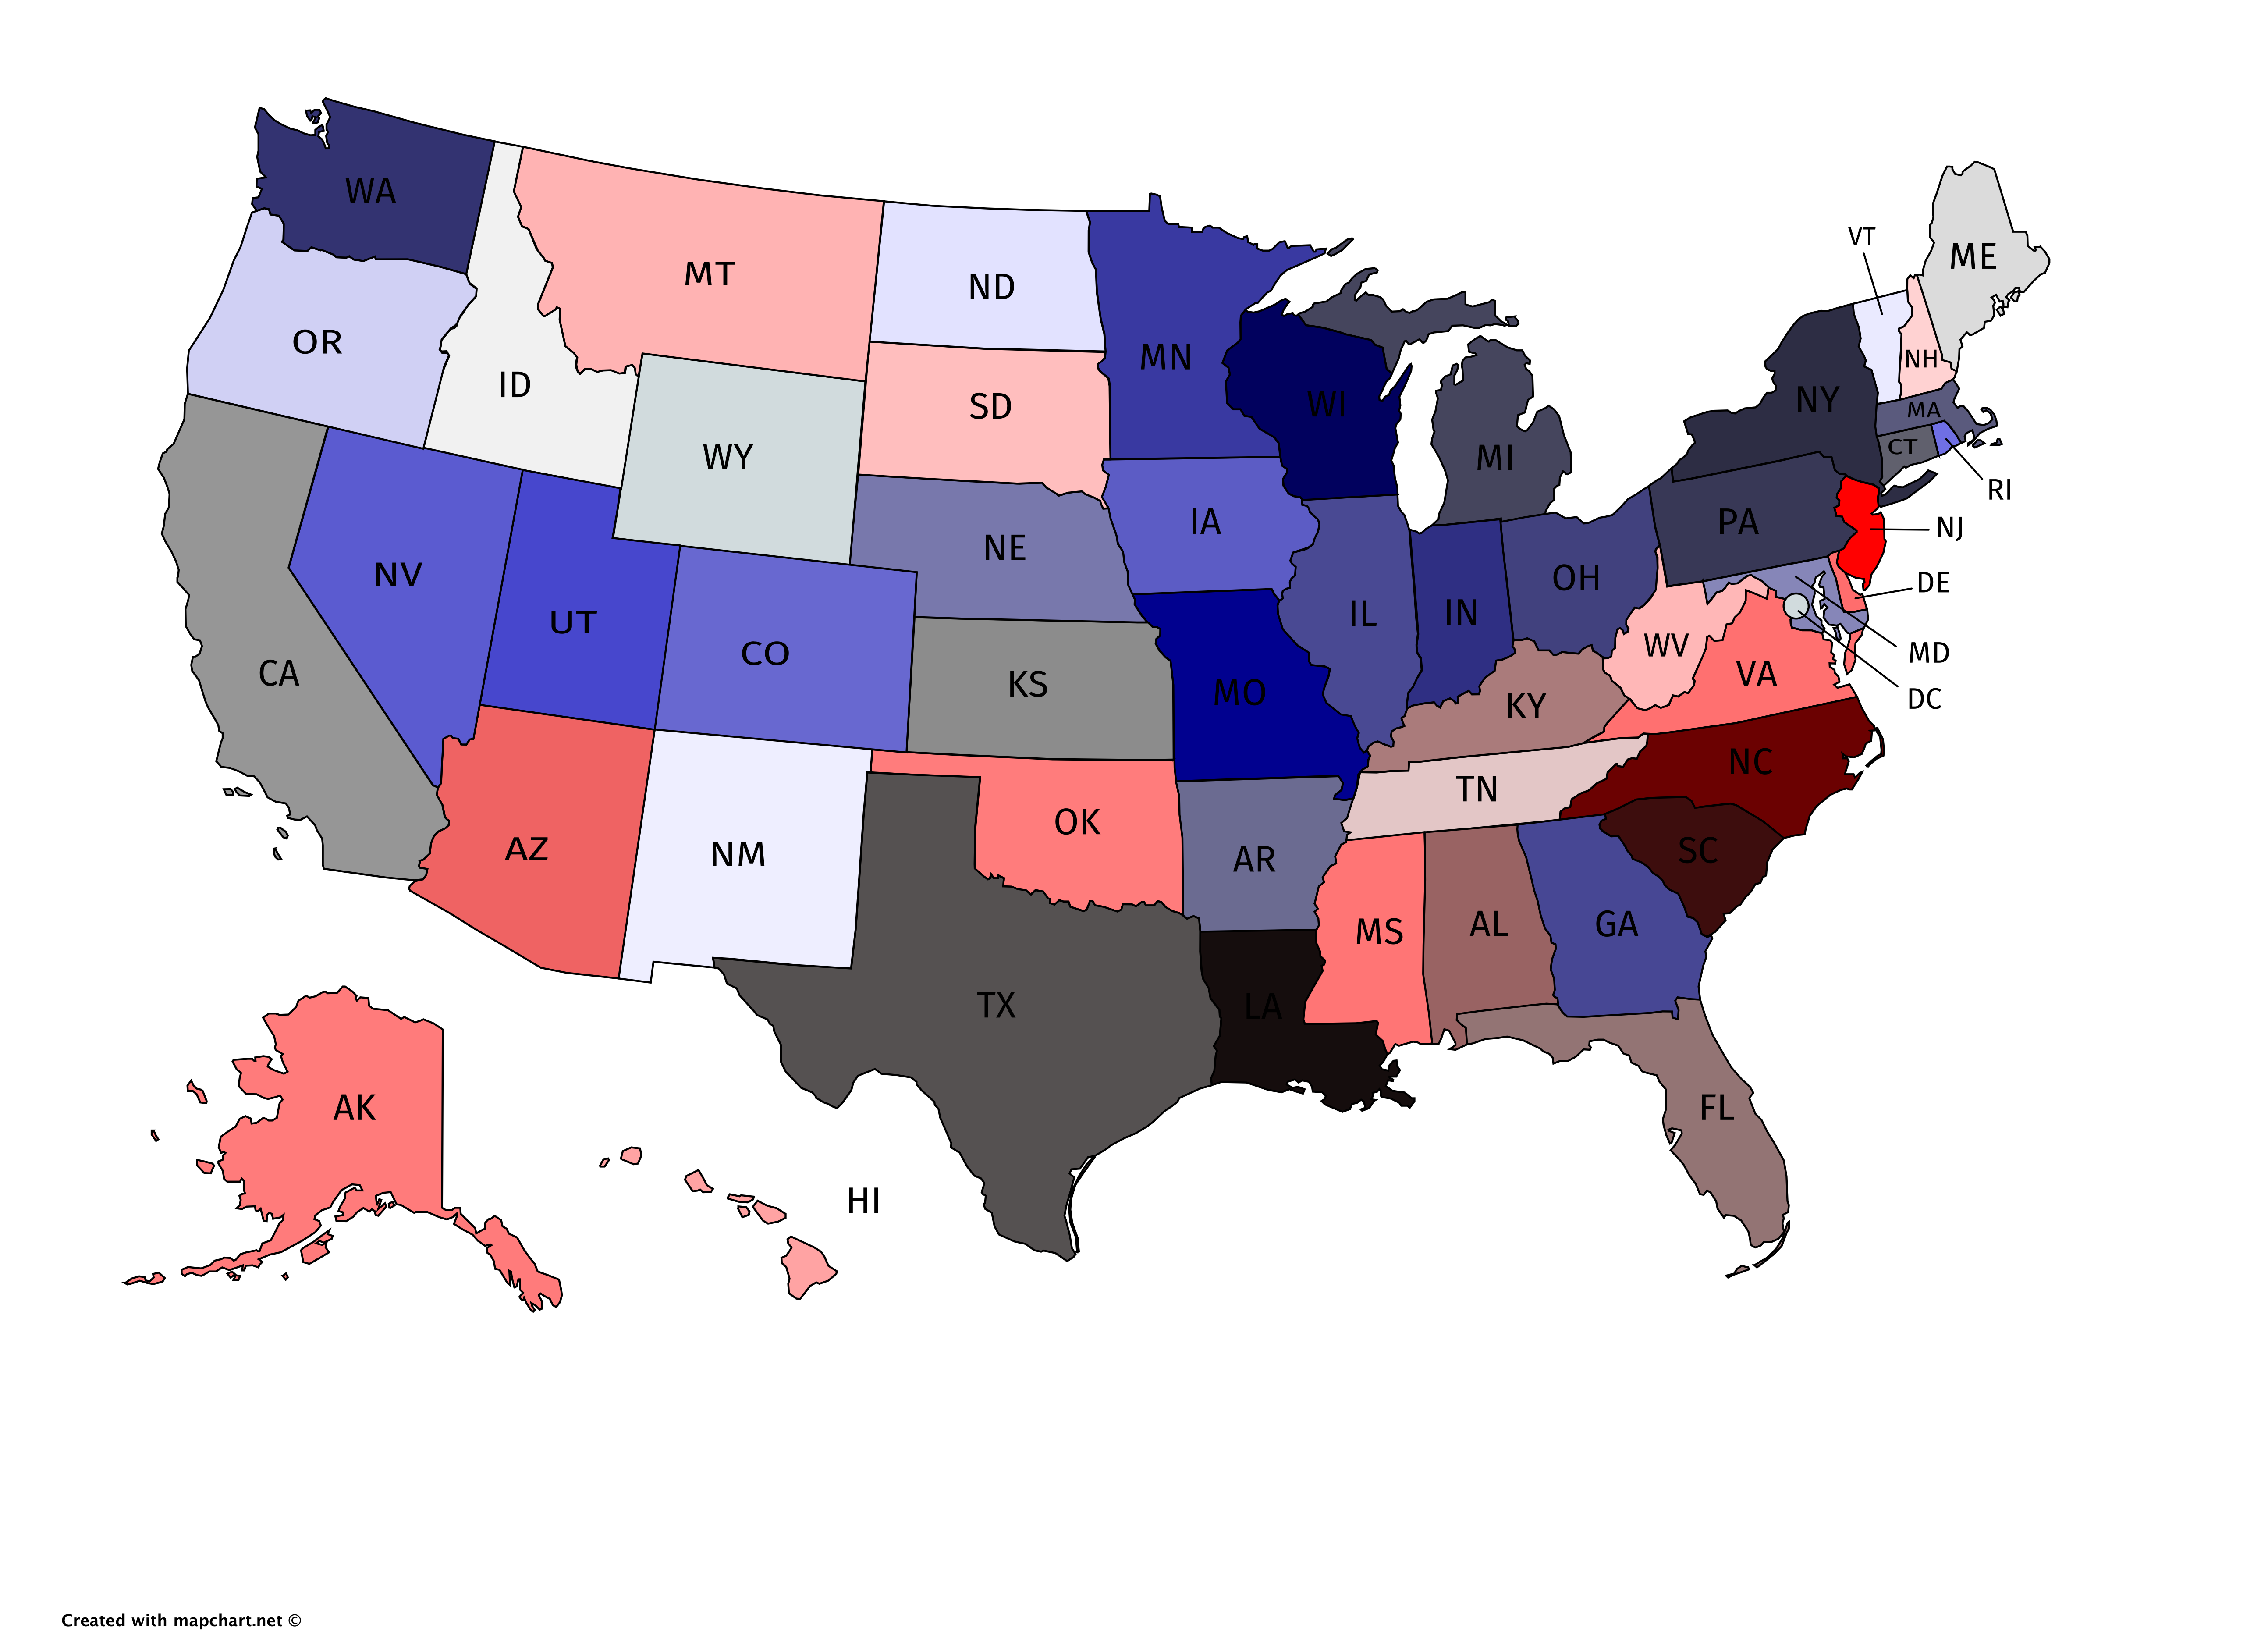 WA
VT
ME
MT
ND
OR
MN
NH
ID
SD
WI
NY
MA
WY
MI
CT
RI
IA
PA
NJ
NE
NV
OH
DE
UT
IL
IN
CO
WV
MD
CA
KS
VA
MO
DC
KY
NC
TN
OK
AZ
NM
AR
SC
MS
AL
GA
TX
LA
AK
FL
HI
Created with mapchart.net ©